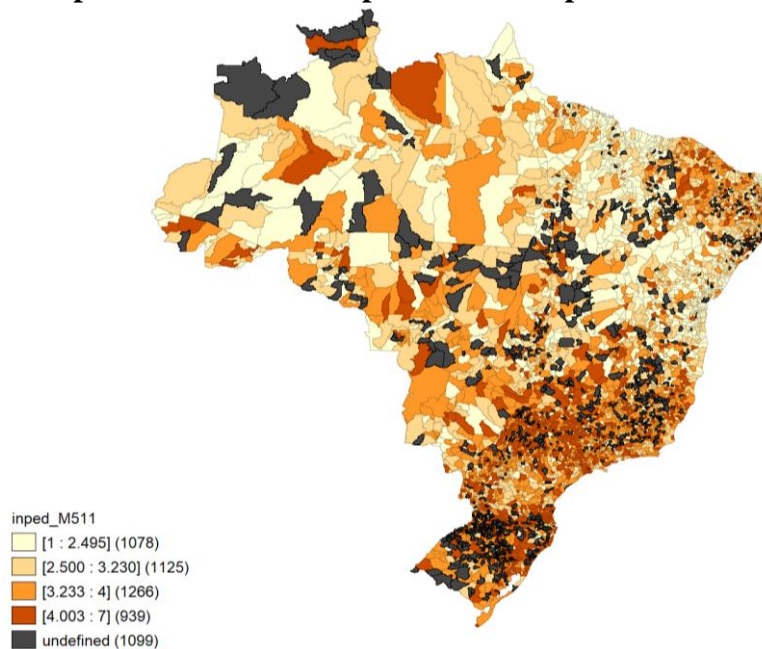 inped_M511
[1 : 2.495] (1078)
[2.500 : 3.230] (1125)
[3.233 : 4] (1266)
[4.003 : 7] (939)
undefined (1099)